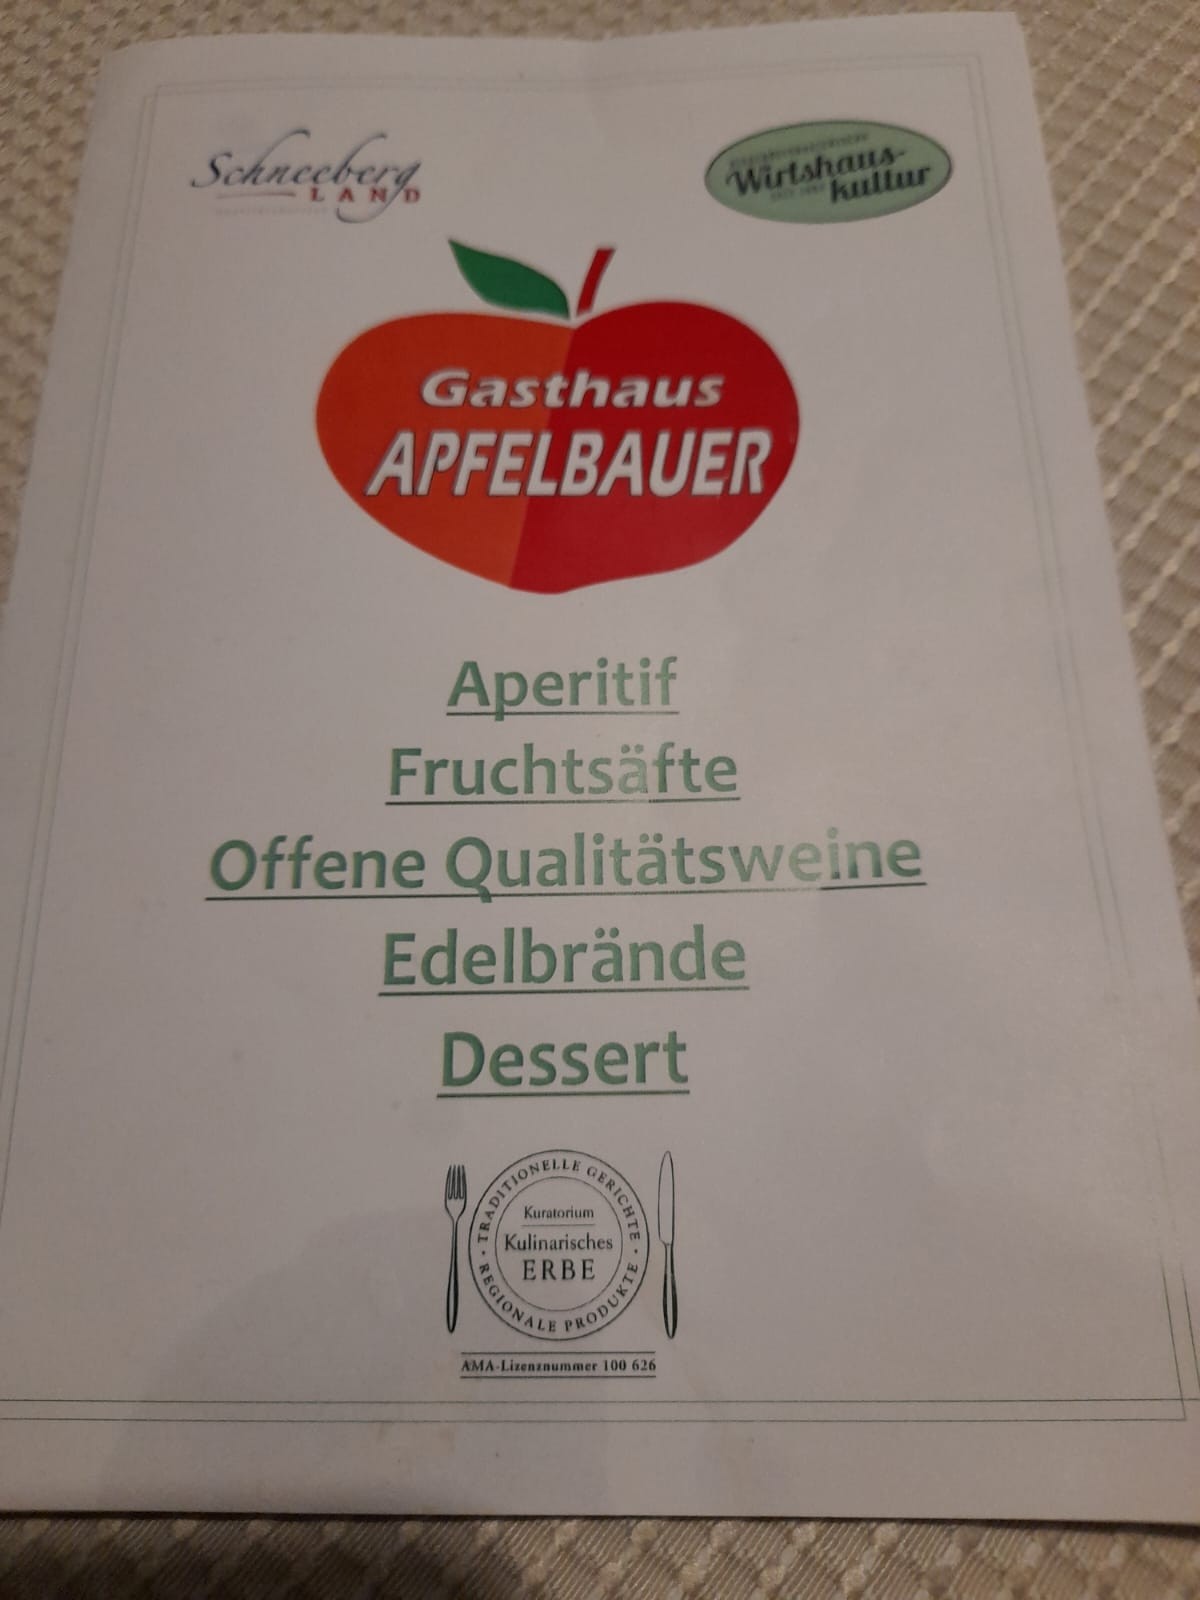 Schneeberg
LAND
Wirtshaus-
kultur
Gasthaus
APFELBAUER
Aperitif
Fruchtsäfte
Offene Qualitätsweine
Edelbrände
Dessert
TRADITIONELLE GERICHTE
Kuratorium
Kulinarisches
ERBE
REGIONALE PRODUKTE
AMA-Lizenznummer 100 626